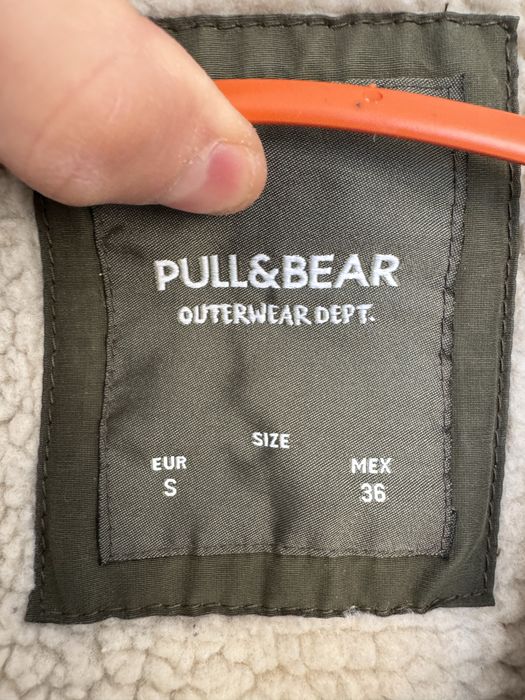 PULL&BEAR
OUTERWEAR DEPT.
SIZE
EUR MEX
S 36